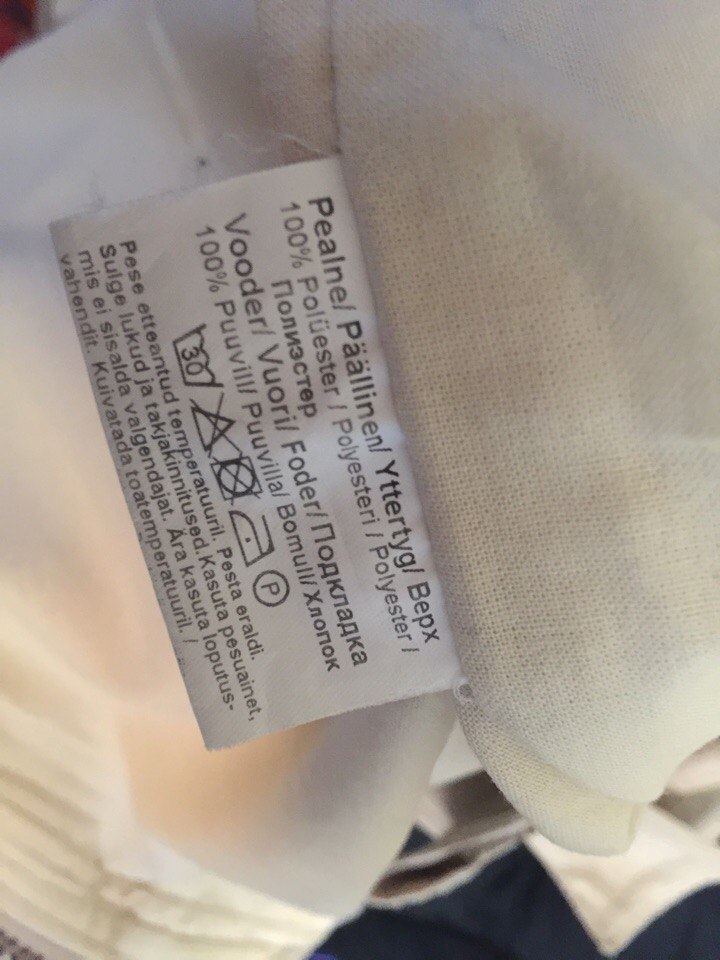 Pealne/ Päällinen/ Yttertyg/ Верх
100% Polüester / Polyesteri / Polyester /
Полиэстер
Vooder/ Vuori/ Foder/ Подкладка
100% Puuvill/ Puuvilla/ Bomull/ Хлопок
30 P
Pese etteantud temperatuuril. Pesta eraldi.
Sulge lukud ja takjakinnitused.Kasuta pesuainet,
mis ei sisalda valgendajat. Ära kasuta loputus-
vahendit. Kuivatada toatemperatuuril. /